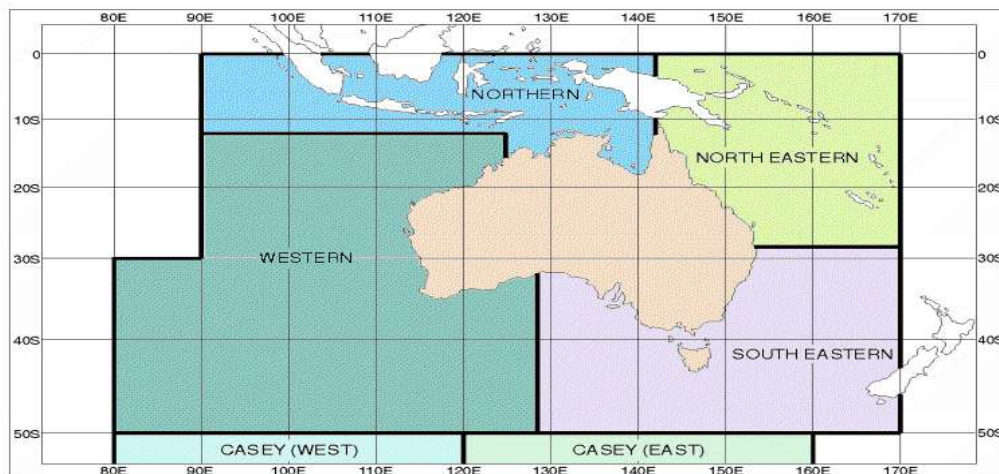 80E 90E 100E 110E 120E 130E 140E 150E 160E 170E
0 0
NORTHERN
10S 10S
NORTH EASTERN
20S 20S
WESTERN
30S 30S
40S 40S
SOUTH EASTERN
50S 50S
CASEY (WEST) CASEY (EAST)
80E 90E 100E 110E 120E 130E 140E 150E 160E 170E